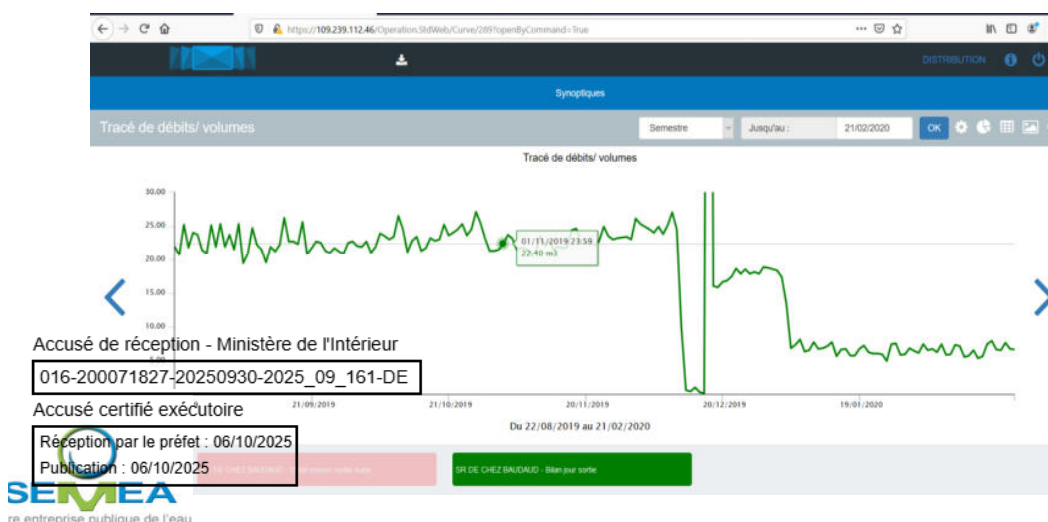 https://109.239.112.46/Operation.StdWeb/Curve/289?openByCommand=True
DISTRIBUTION
Synoptiques
Tracé de débits/ volumes
Semestre
Jusqu'au :
21/02/2020
OK
Tracé de débits/ volumes
30.00
25.00
20.00
15.00
10.00
01/11/2019 23:59
22.40 m3
Accusé de réception - Ministère de l'Intérieur
016-200071827-20250930-2025_09_161-DE
Accusé certifié exécutoire
21/09/2019
21/10/2019
20/11/2019
20/12/2019
19/01/2020
Du 22/08/2019 au 21/02/2020
Réception par le préfet : 06/10/2025
Publication : 06/10/2025
SR DE CHEZ BAUDAUD - Bilan jour sortie
SEMEA
re entreprise publique de l'eau